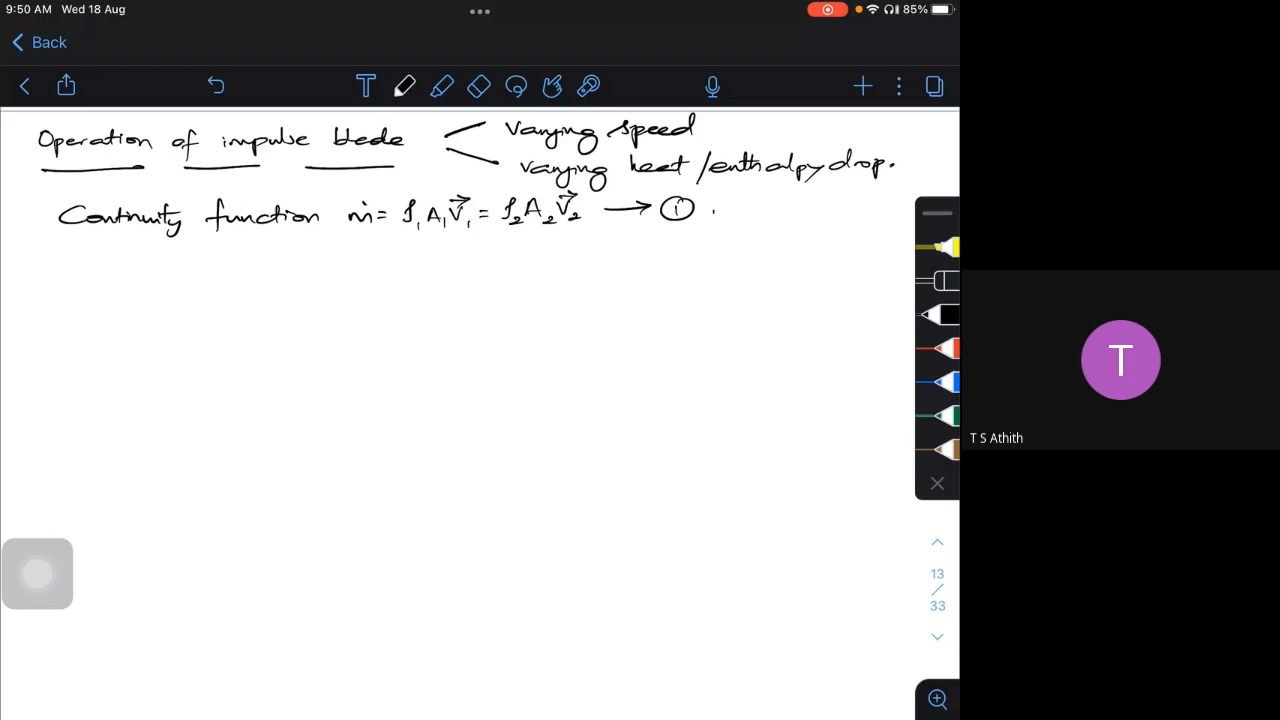 9:50 AM Wed 18 Aug
85%
Back
T
Operation of impulse blade
varying speed
varying heat / enthalpy drop.
Continuity function ṁ = ρ₁A₁V⃗₁ = ρ₂A₂V⃗₂ → ①
13
/
33
T
T S Athith